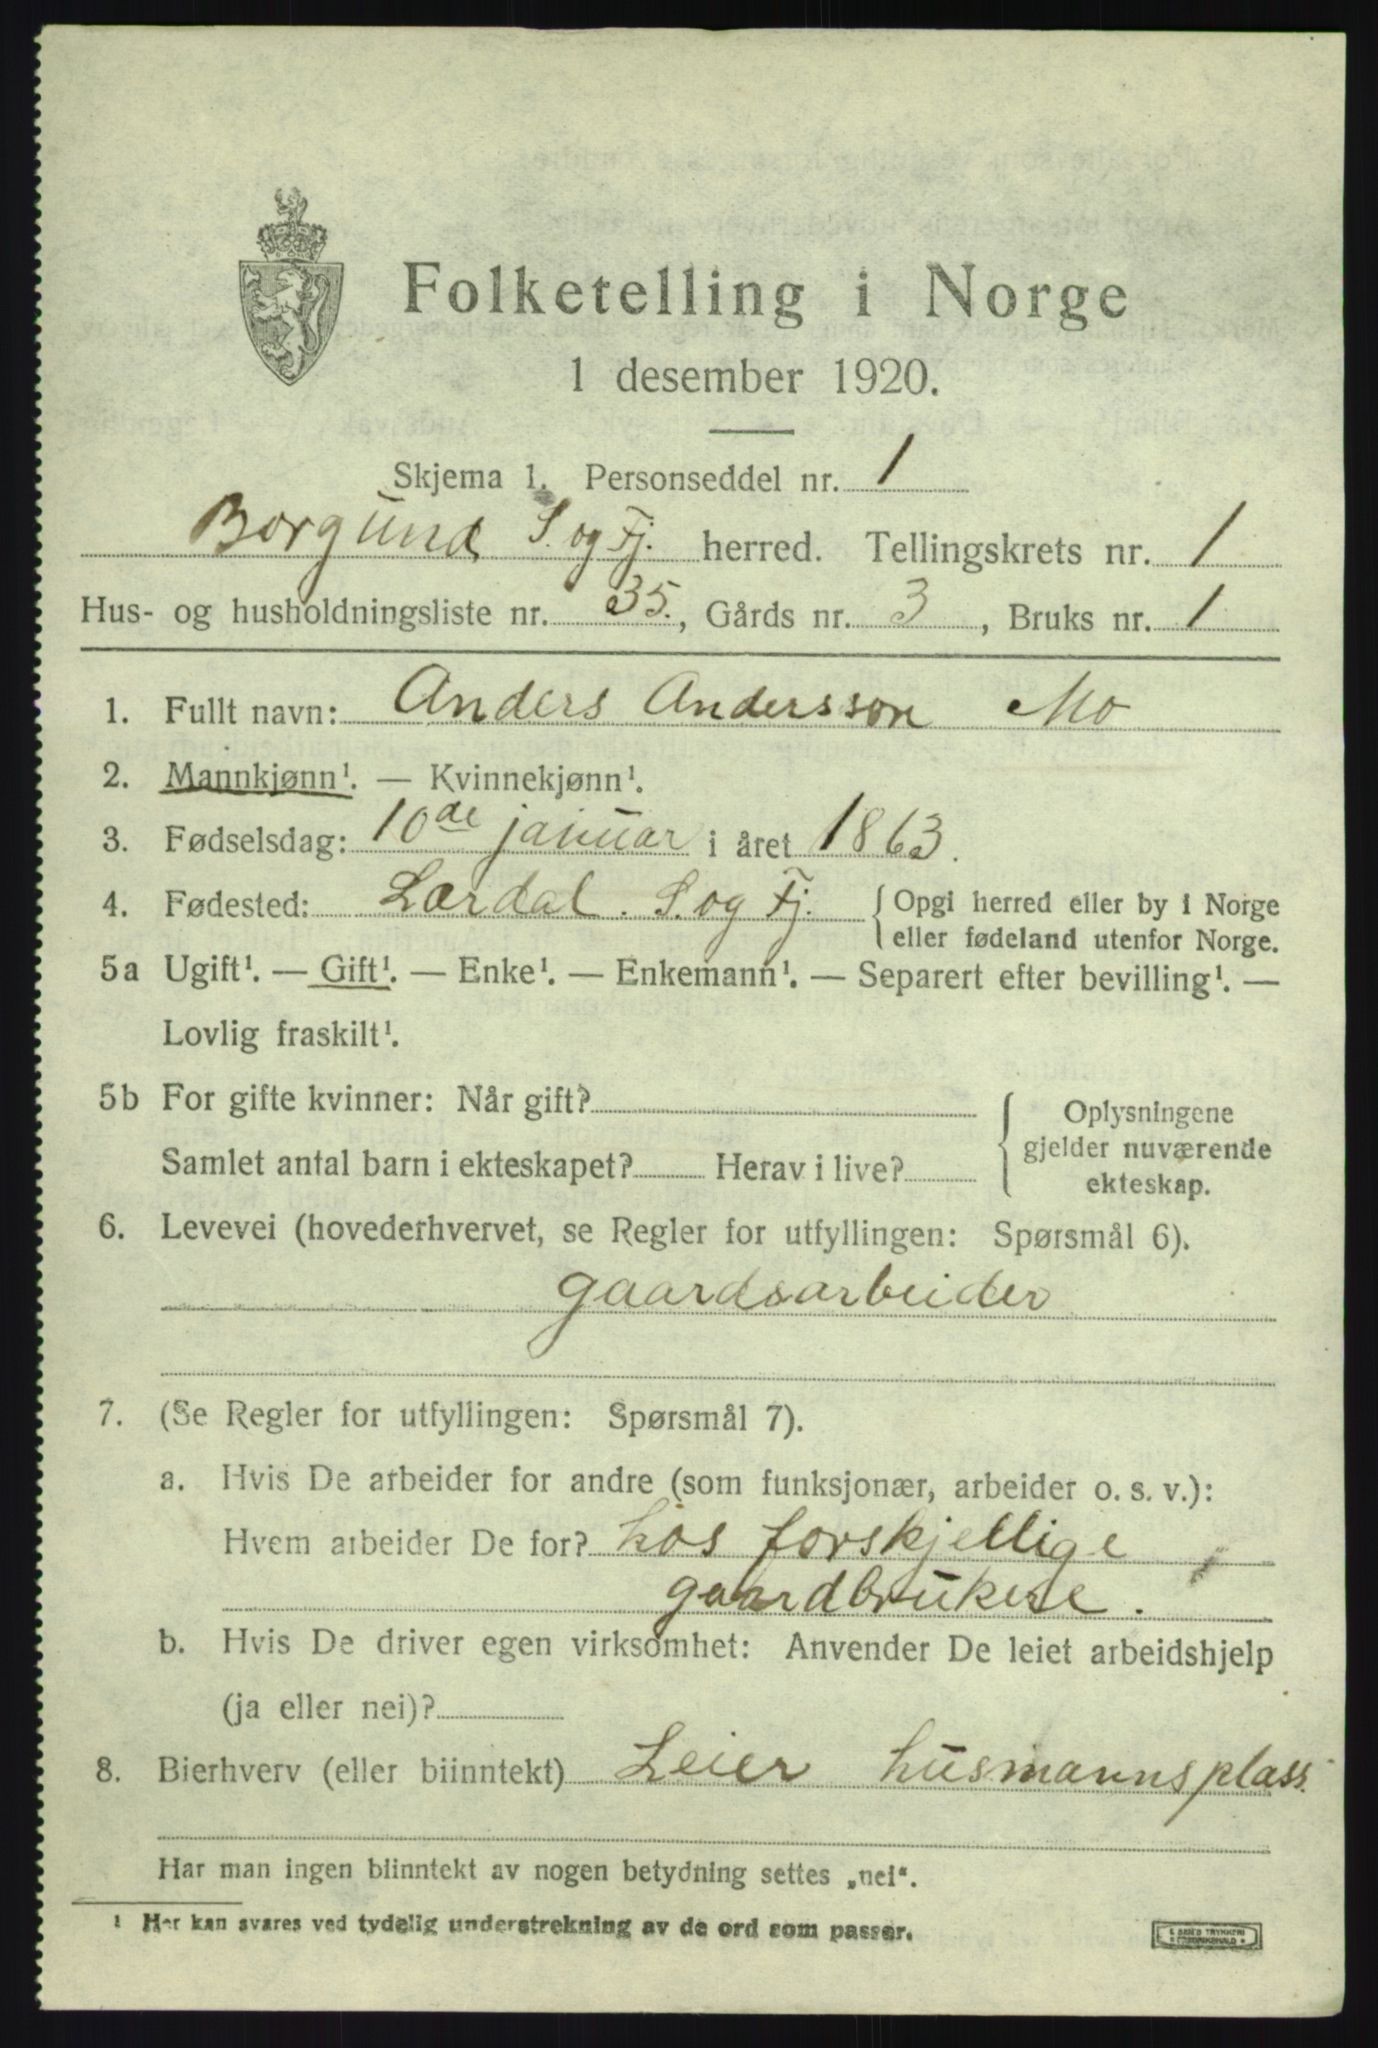 Folketelling i Norge
1 desember 1920.
Skjema 1. Personseddel nr. 1
Borgund S. og Fj. herred. Tellingskrets nr. 1
Hus- og husholdningsliste nr. 35., Gårds nr. 3, Bruks nr. 1
1. Fullt navn: Anders Andersson Mo
2. Mannkjønn¹. — Kvinnekjønn¹.
3. Fødselsdag: 10de januar i året 1863.
4. Fødested: Lærdal. S. og Fj. { Opgi herred eller by i Norge
eller fødeland utenfor Norge.
5a Ugift¹. — Gift¹. — Enke¹. — Enkemann¹. — Separert efter bevilling¹. —
Lovlig fraskilt¹.
5b For gifte kvinner: Når gift? { Oplysningene
gjelder nuværende
Samlet antal barn i ekteskapet? Herav i live? ekteskap.
6. Levevei (hovederhvervet, se Regler for utfyllingen: Spørsmål 6).
gaardsarbeider
7. (Se Regler for utfyllingen: Spørsmål 7).
a. Hvis De arbeider for andre (som funksjonær, arbeider o. s. v.):
Hvem arbeider De for? hos forskjellige
gaardbrukere.
b. Hvis De driver egen virksomhet: Anvender De leiet arbeidshjelp
(ja eller nei)?
8. Bierhverv (eller biinntekt) Leier husmannsplass.
Har man ingen biinntekt av nogen betydning settes „nei“.
¹ Her kan svares ved tydelig understrekning av de ord som passer.